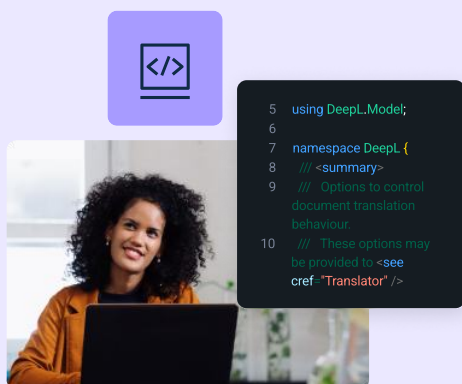 </>
5 using DeepL.Model;
6
7 namespace DeepL {
8 /// <summary>
9 /// Options to control
document translation
behaviour.
10 /// These options may
be provided to <see
cref="Translator" />